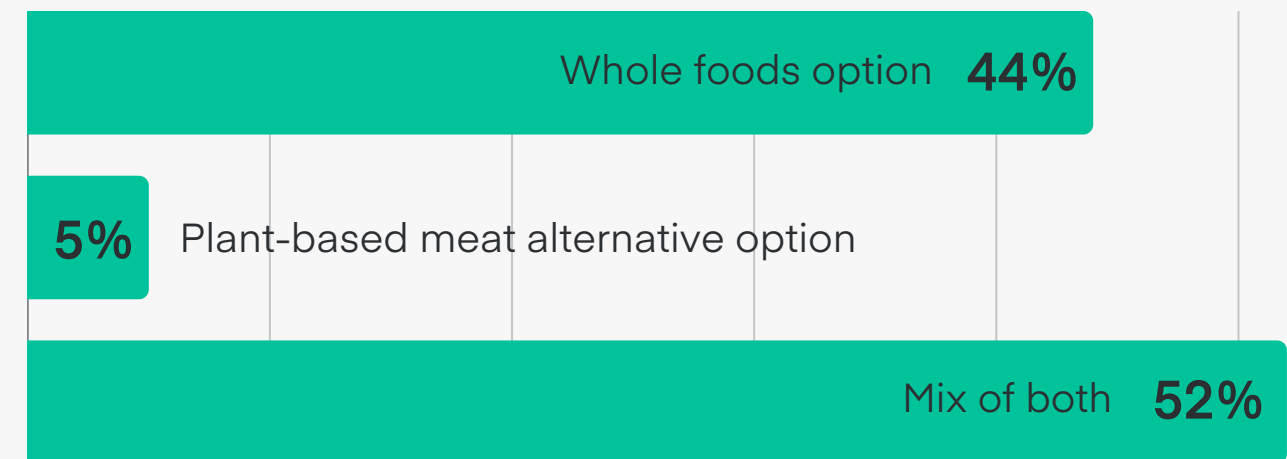 Whole foods option 44%
5% Plant-based meat alternative option
Mix of both 52%